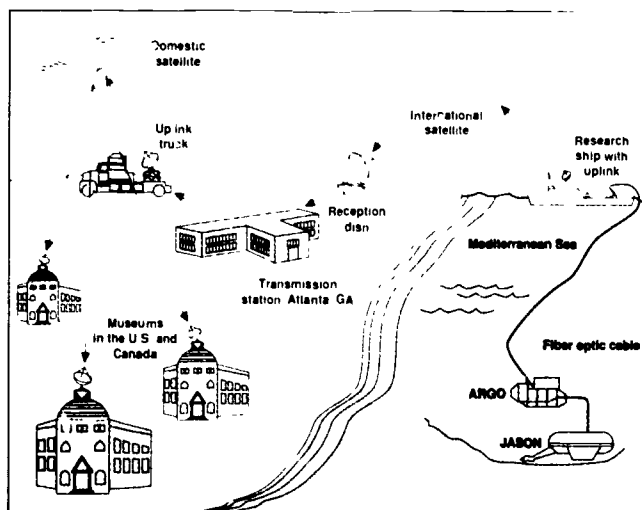 Domestic
satellite
Uplink
truck
International
satellite
Research
ship with
uplink
Reception
dish
Mediterranean Sea
Transmission
station Atlanta GA
Museums
in the U.S. and
Canada
Fiber optic cable
ARGO
JASON